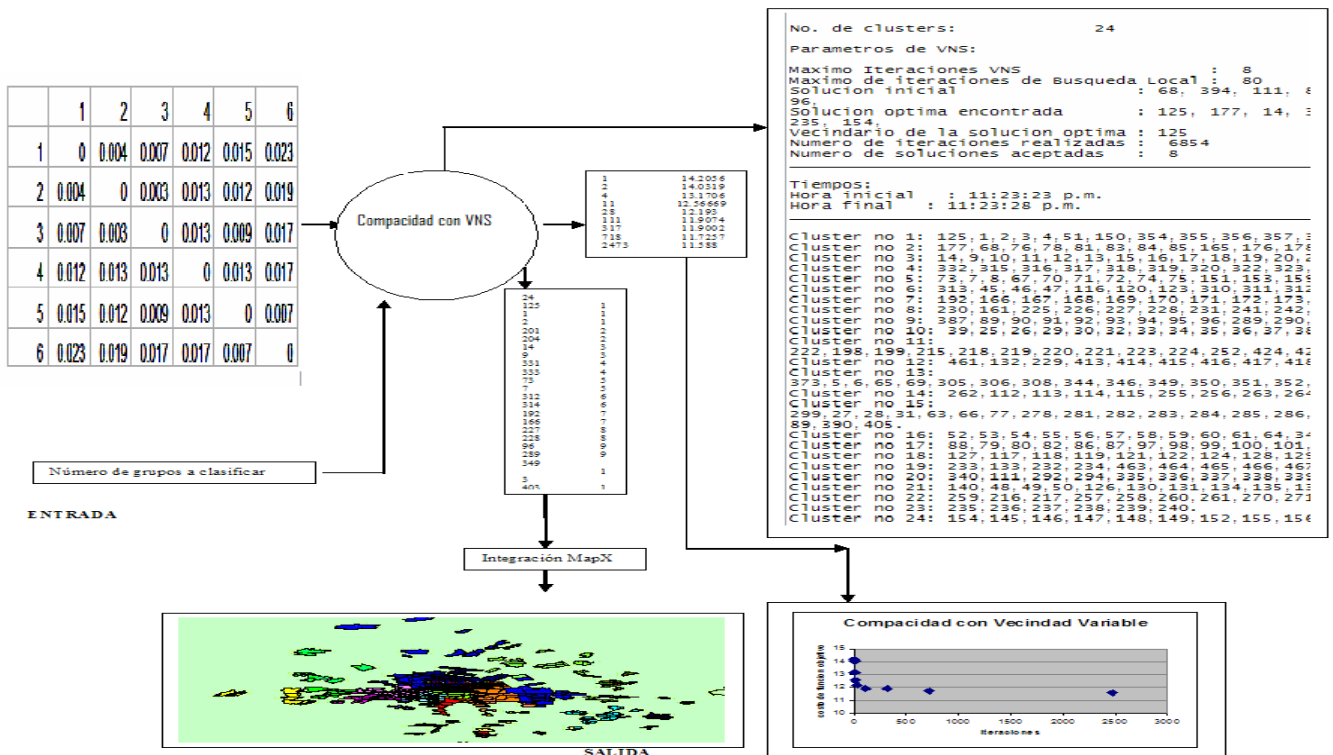 1 2 3 4 5 6
1 0 0.004 0.007 0.012 0.015 0.023
2 0.004 0 0.003 0.013 0.012 0.019
3 0.007 0.003 0 0.013 0.009 0.017
4 0.012 0.013 0.013 0 0.013 0.017
5 0.015 0.012 0.009 0.013 0 0.007
6 0.023 0.019 0.017 0.017 0.007 0
Número de grupos a clasificar
ENTRADA
Compacidad con VNS
1 14.2056
2 14.0319
4 13.1706
11 12.56669
28 12.193
111 11.9074
317 11.9002
718 11.7257
2473 11.588
24
125 1
1 1
2 1
201 2
204 2
14 3
9 3
331 4
333 4
73 5
7 5
312 6
314 6
192 7
166 7
227 8
228 8
96 9
289 9
349
1
3
403 1
Integración MapX
No. de clusters: 24
Parametros de VNS:
Maximo Iteraciones VNS : 8
Maximo de iteraciones de Busqueda Local : 80
Solucion inicial : 68, 394, 111,
96,
Solucion optima encontrada : 125, 177, 14,
235, 154,
Vecindario de la solucion optima : 125
Numero de iteraciones realizadas : 6854
Numero de soluciones aceptadas : 8
Tiempos:
Hora inicial : 11:23:23 p.m.
Hora final : 11:23:28 p.m.
Cluster no 1: 125,1,2,3,4,51,150,354,355,356,357,
Cluster no 2: 177,68,76,78,81,83,84,85,165,176,178
Cluster no 3: 14,9,10,11,12,13,15,16,17,18,19,20,
Cluster no 4: 332,315,316,317,318,319,320,322,323,
Cluster no 5: 73,7,8,67,70,71,72,74,75,151,153,159
Cluster no 6: 313,45,46,47,116,120,123,310,311,312
Cluster no 7: 192,166,167,168,169,170,171,172,173,
Cluster no 8: 230,161,225,226,227,228,231,241,242,
Cluster no 9: 387,89,90,91,92,93,94,95,96,289,290,
Cluster no 10: 39,25,26,29,30,32,33,34,35,36,37,38
Cluster no 11:
222,198,199,215,218,219,220,221,223,224,252,424,42
Cluster no 12: 461,132,229,413,414,415,416,417,418
Cluster no 13:
373,5,6,65,69,305,306,308,344,346,349,350,351,352,
Cluster no 14: 262,112,113,114,115,255,256,263,264
Cluster no 15:
299,27,28,31,63,66,77,278,281,282,283,284,285,286,
89,390,405.
Cluster no 16: 52,53,54,55,56,57,58,59,60,61,64,34
Cluster no 17: 88,79,80,82,86,87,97,98,99,100,101,
Cluster no 18: 127,117,118,119,121,122,124,128,129
Cluster no 19: 233,133,232,234,463,464,465,466,467
Cluster no 20: 340,111,292,294,335,336,337,338,339
Cluster no 21: 140,48,49,50,126,130,131,134,135,13
Cluster no 22: 259,216,217,257,258,260,261,270,271
Cluster no 23: 235,236,237,238,239,240.
Cluster no 24: 154,145,146,147,148,149,152,155,156
SALIDA
Compacidad con Vecindad Variable
costo de funcion objetivo
15
14
13
12
11
10
0 500 1000 1500 2000 2500 3000
Iteraciones